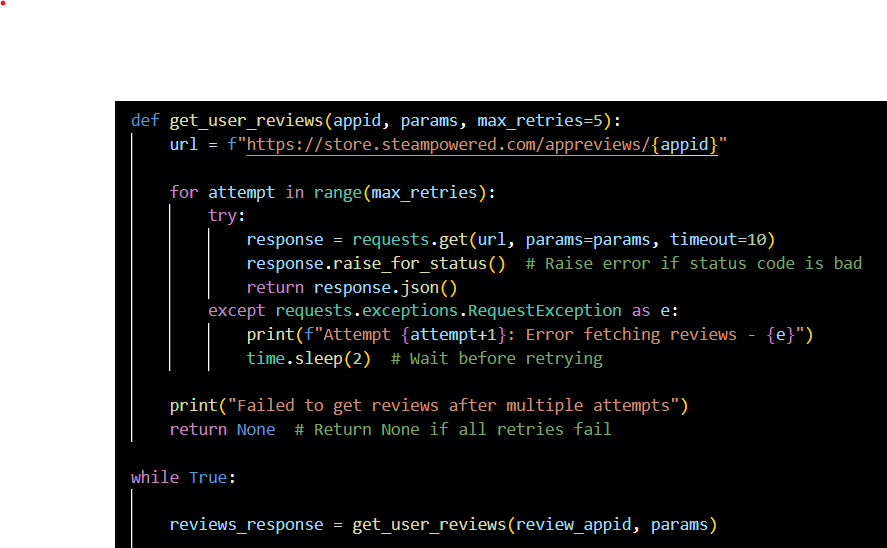 def get_user_reviews(appid, params, max_retries=5):
url = f"https://store.steampowered.com/appreviews/{appid}"
for attempt in range(max_retries):
try:
response = requests.get(url, params=params, timeout=10)
response.raise_for_status()  # Raise error if status code is bad
return response.json()
except requests.exceptions.RequestException as e:
print(f"Attempt {attempt+1}: Error fetching reviews - {e}")
time.sleep(2)  # Wait before retrying
print("Failed to get reviews after multiple attempts")
return None  # Return None if all retries fail
while True:
reviews_response = get_user_reviews(review_appid, params)